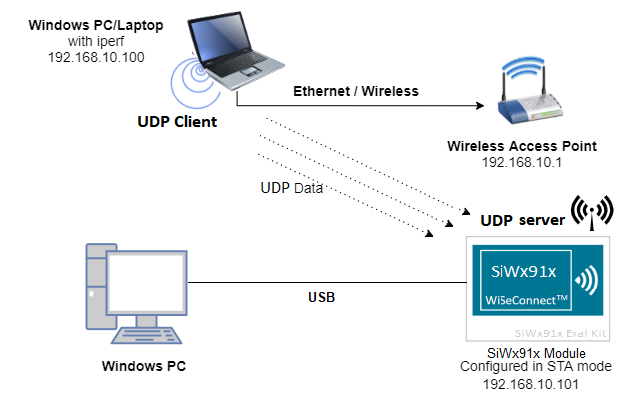 Windows PC/Laptop
with iperf
192.168.10.100
UDP Client
Ethernet / Wireless
Wireless Access Point
192.168.10.1
UDP Data
UDP server
SiWx91x
WiSeConnect™
SiWx91x Eval Kit
USB
Windows PC
SiWx91x Module
Configured in STA mode
192.168.10.101